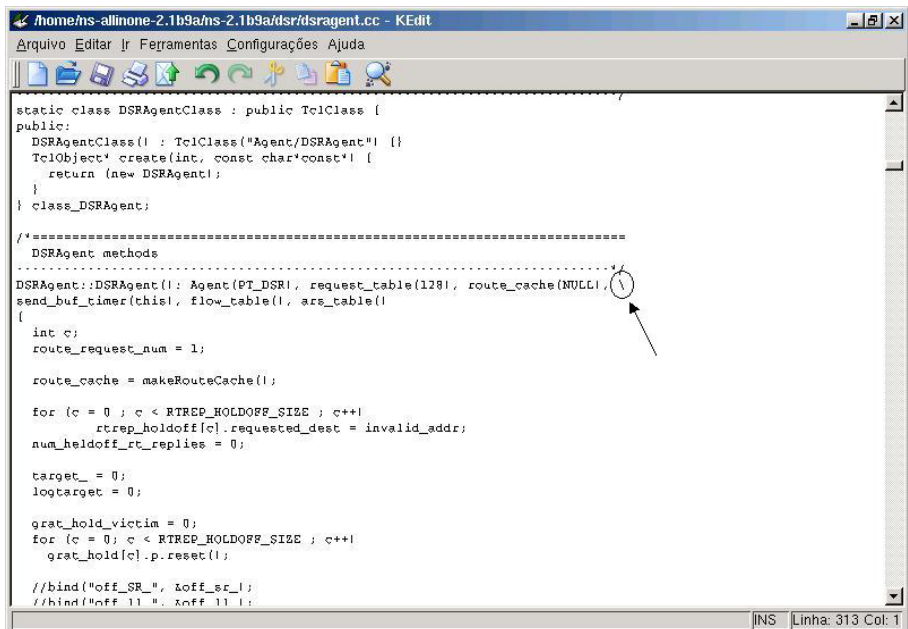 /home/ns-allinone-2.1b9a/ns-2.1b9a/dsr/dsragent.cc - KEdit
Arquivo Editar Ir Ferramentas Configurações Ajuda
---------------------------------------------------------------------------*/
static class DSRAgentClass : public TclClass {
public:
  DSRAgentClass() : TclClass("Agent/DSRAgent") {}
  TclObject* create(int, const char*const*) {
    return (new DSRAgent);
  }
} class_DSRAgent;
/*===========================================================================
  DSRAgent methods
---------------------------------------------------------------------------*/
DSRAgent::DSRAgent(): Agent(PT_DSR), request_table(128), route_cache(NULL), \
send_buf_timer(this), flow_table(), ars_table()
{
  int c;
  route_request_num = 1;
  route_cache = makeRouteCache();
  for (c = 0 ; c < RTREP_HOLDOFF_SIZE ; c++)
          rtrep_holdoff[c].requested_dest = invalid_addr;
  num_heldoff_rt_replies = 0;
  target_ = 0;
  logtarget = 0;
  grat_hold_victim = 0;
  for (c = 0; c < RTREP_HOLDOFF_SIZE ; c++)
    grat_hold[c].p.reset();
  //bind("off_SR_", &off_sr_);
  //bind("off_ll_", &off_ll_);
INS Linha: 313 Col: 1